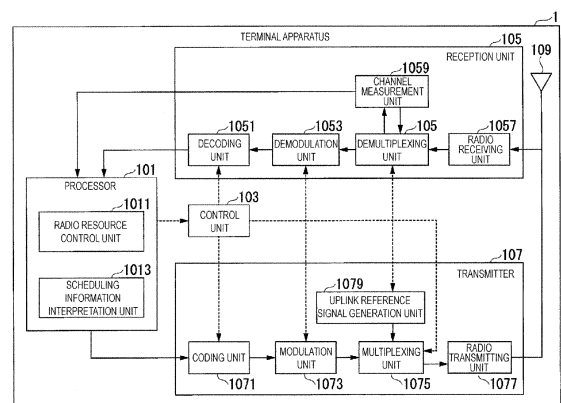 1
TERMINAL APPARATUS
105
RECEPTION UNIT
109
1059
CHANNEL
MEASUREMENT
UNIT
1051
DECODING
UNIT
1053
DEMODULATION
UNIT
105
DEMULTIPLEXING
UNIT
1057
RADIO
RECEIVING
UNIT
101
PROCESSOR
1011
RADIO RESOURCE
CONTROL UNIT
1013
SCHEDULING
INFORMATION
INTERPRETATION UNIT
103
CONTROL
UNIT
107
TRANSMITTER
1079
UPLINK REFERENCE
SIGNAL GENERATION UNIT
CODING UNIT
1071
MODULATION
UNIT
1073
MULTIPLEXING
UNIT
1075
RADIO
TRANSMITTING
UNIT
1077